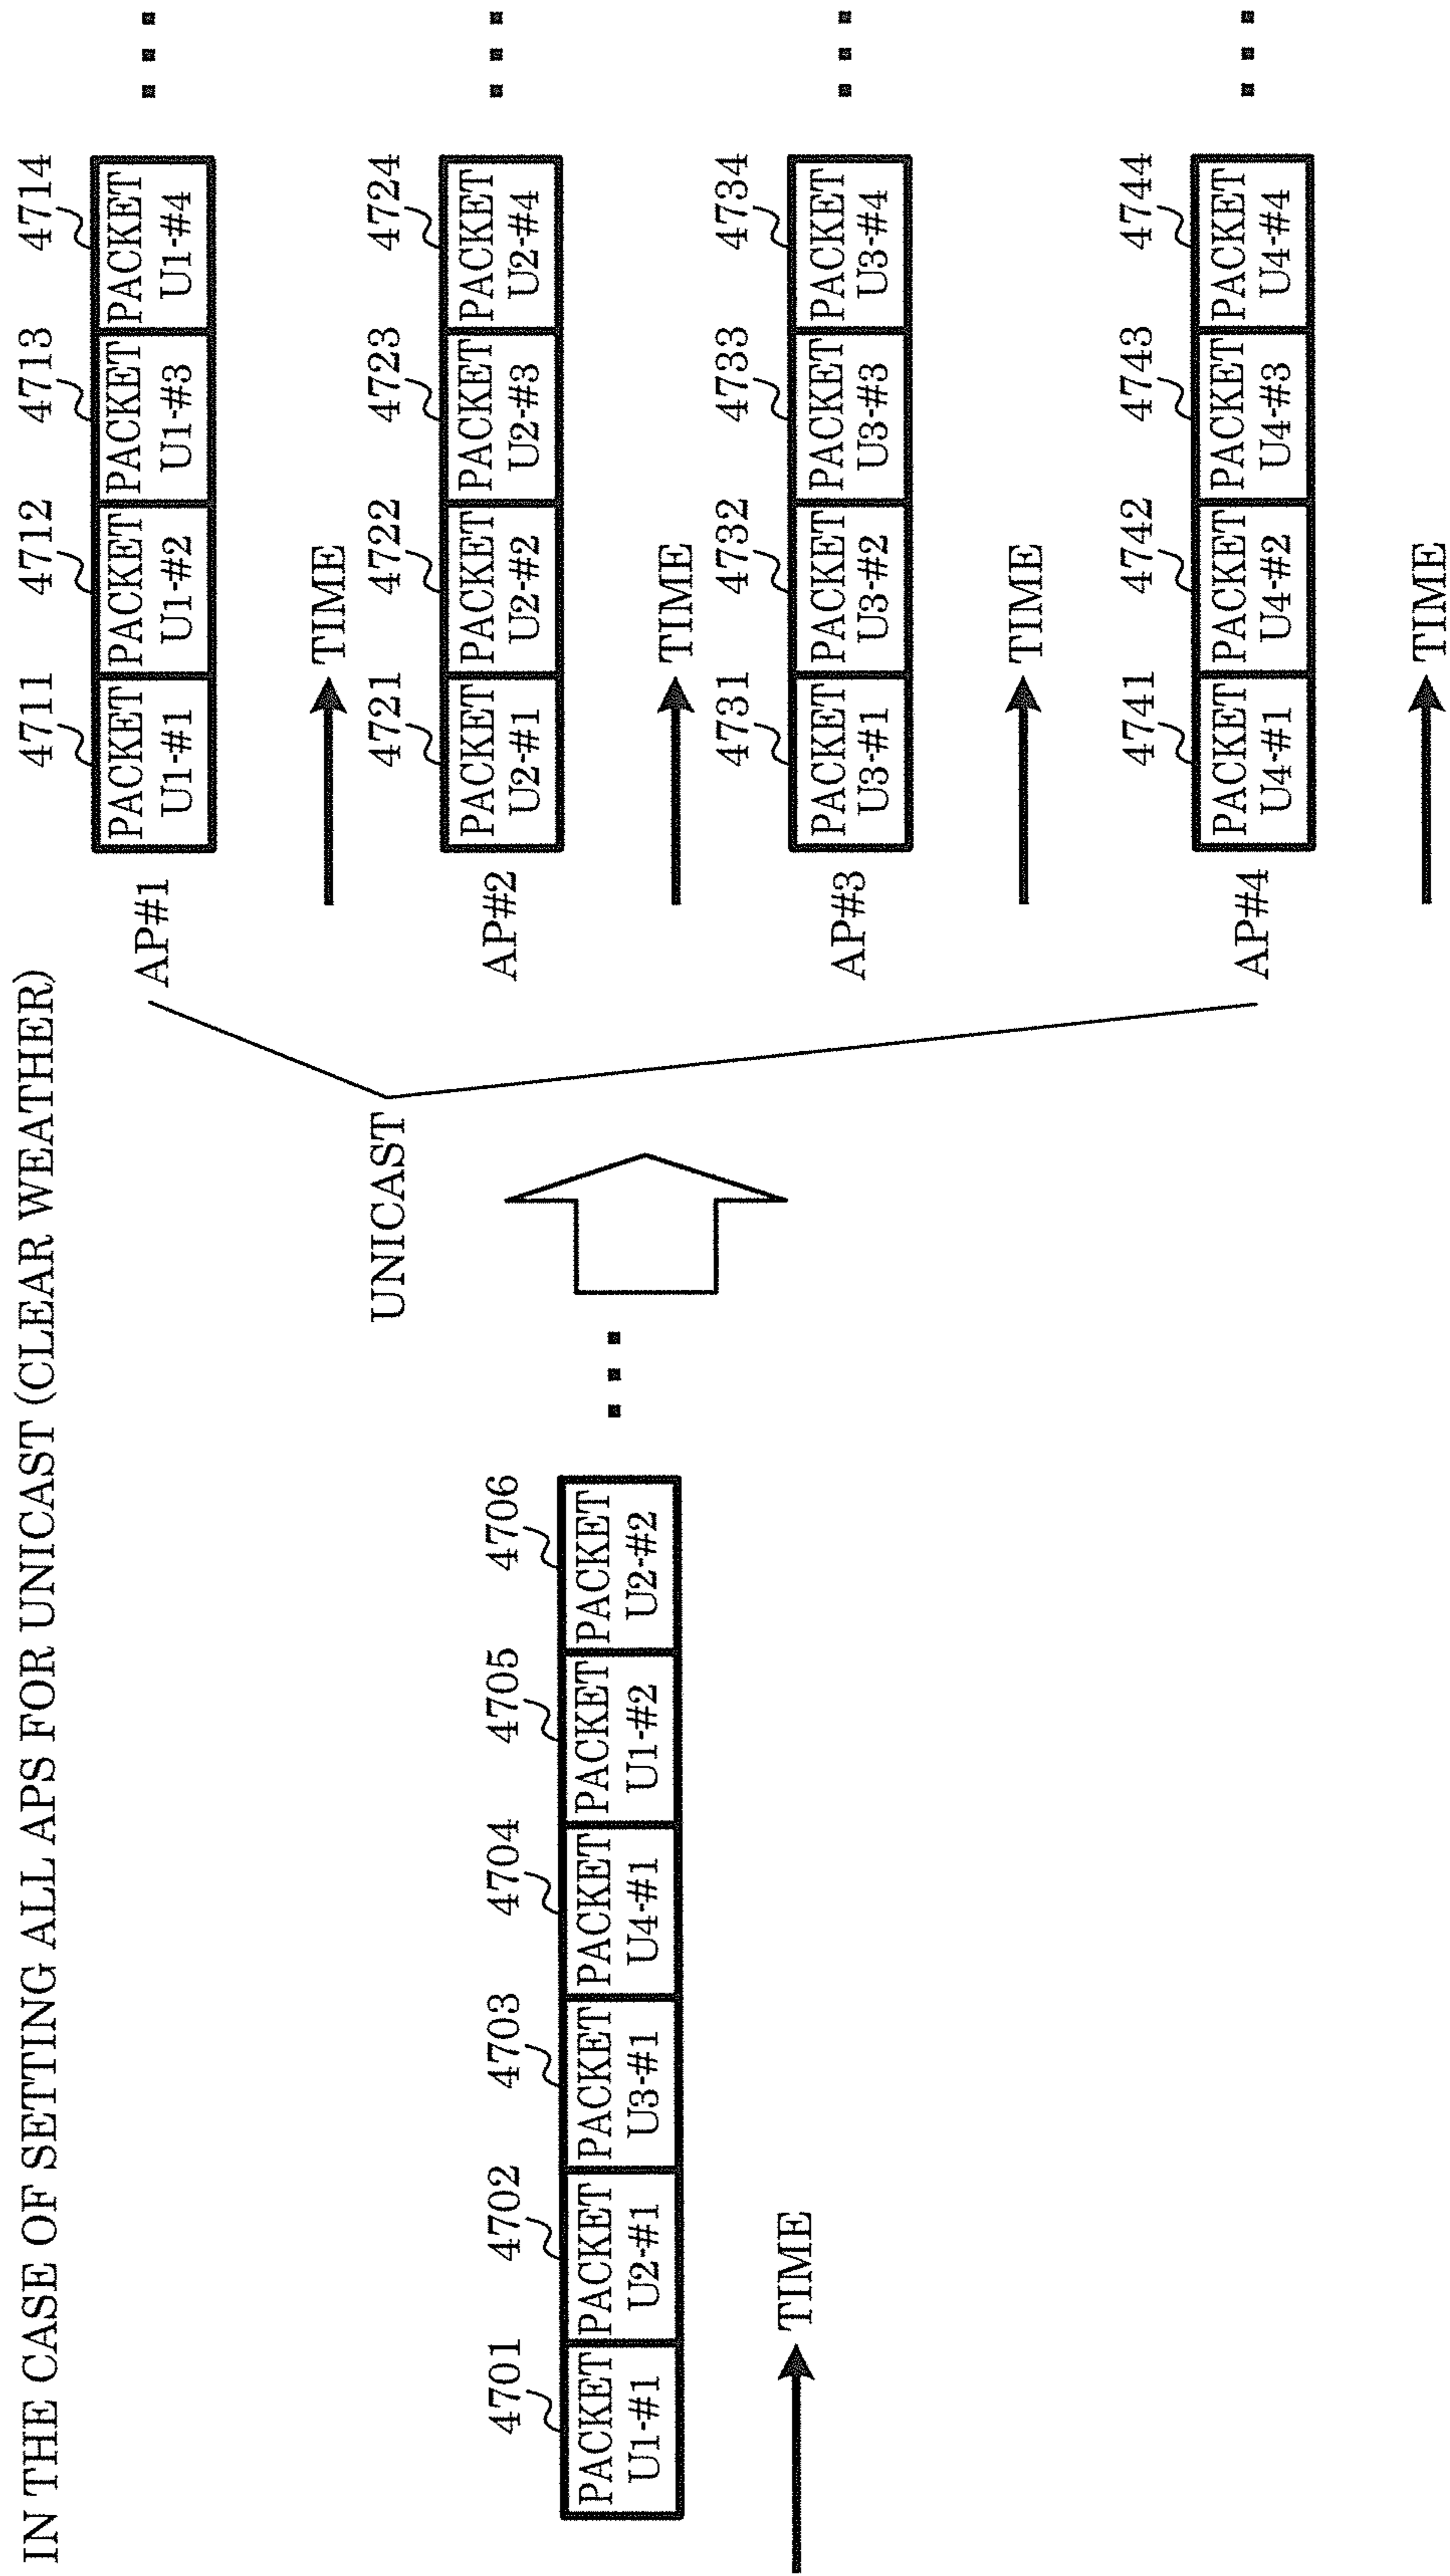 IN THE CASE OF SETTING ALL APS FOR UNICAST (CLEAR WEATHER)
4701 4702 4703 4704 4705 4706
PACKET PACKET PACKET PACKET PACKET PACKET
U1-#1 U2-#1 U3-#1 U4-#1 U1-#2 U2-#2
TIME
UNICAST
AP#1
4711 4712 4713 4714
PACKET PACKET PACKET PACKET
U1-#1 U1-#2 U1-#3 U1-#4
TIME
AP#2
4721 4722 4723 4724
PACKET PACKET PACKET PACKET
U2-#1 U2-#2 U2-#3 U2-#4
TIME
AP#3
4731 4732 4733 4734
PACKET PACKET PACKET PACKET
U3-#1 U3-#2 U3-#3 U3-#4
TIME
AP#4
4741 4742 4743 4744
PACKET PACKET PACKET PACKET
U4-#1 U4-#2 U4-#3 U4-#4
TIME